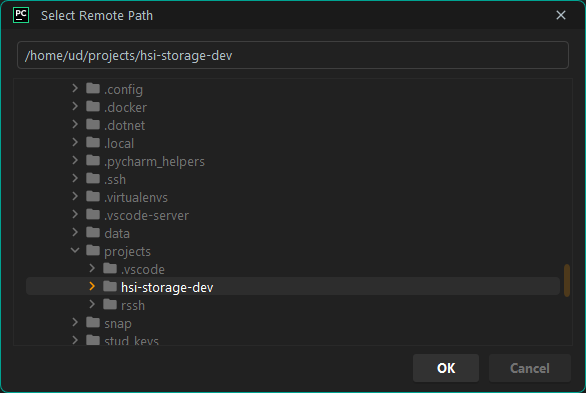 PC
Select Remote Path
/home/ud/projects/hsi-storage-dev
.config
.docker
.dotnet
.local
.pycharm_helpers
.ssh
.virtualenvs
.vscode-server
data
projects
.vscode
hsi-storage-dev
rssh
snap
stud_keys
OK
Cancel